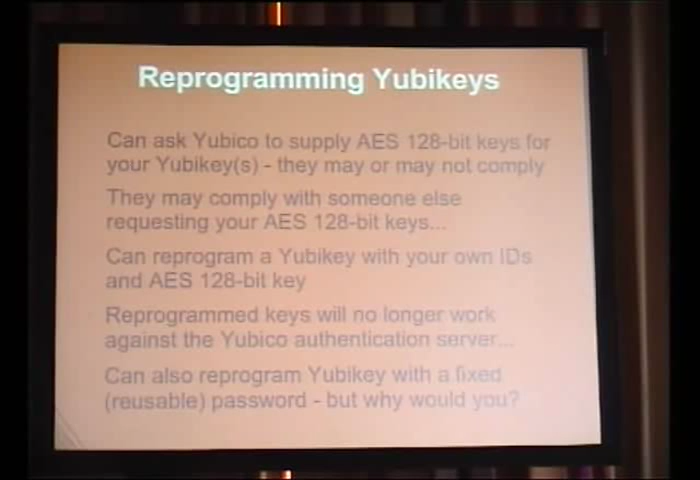 Reprogramming Yubikeys
Can ask Yubico to supply AES 128-bit keys for
your Yubikey(s) - they may or may not comply
They may comply with someone else
requesting your AES 128-bit keys...
Can reprogram a Yubikey with your own IDs
and AES 128-bit key
Reprogrammed keys will no longer work
against the Yubico authentication server...
Can also reprogram Yubikey with a fixed
(reusable) password - but why would you?